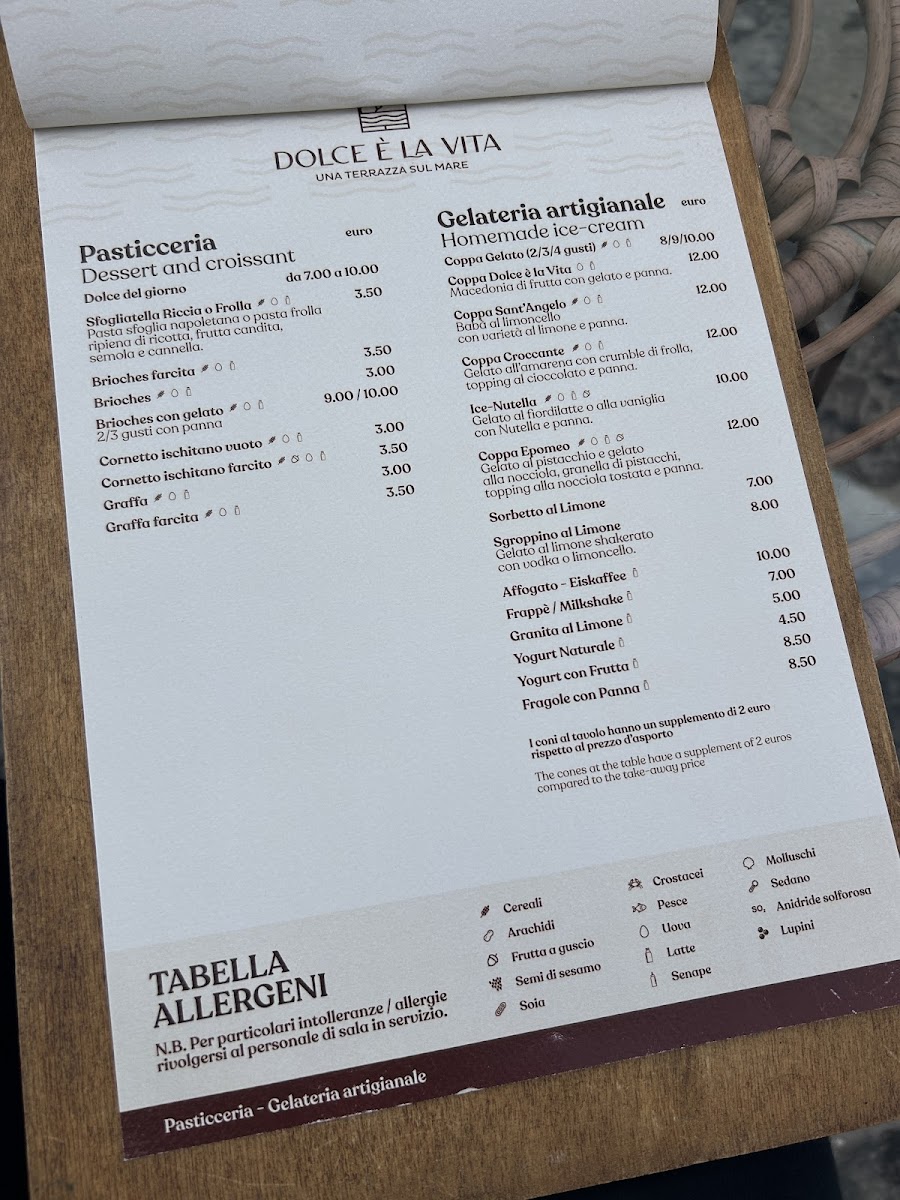 DOLCE È LA VITA
UNA TERRAZZA SUL MARE
Pasticceria
euro
Dessert and croissant
Dolce del giorno da 7.00 a 10.00
Sfogliatella Riccia o Frolla 3.50
Pasta sfoglia napoletana o pasta frolla
ripiena di ricotta, frutta candita,
semola e cannella.
Brioches farcita 3.50
Brioches 3.00
Brioches con gelato 9.00 / 10.00
2/3 gusti con panna
Cornetto ischitano vuoto 3.00
Cornetto ischitano farcito 3.50
Graffa 3.00
Graffa farcita 3.50
Gelateria artigianale
euro
Homemade ice-cream
Coppa Gelato (2/3/4 gusti) 8/9/10.00
Coppa Dolce è la Vita 12.00
Macedonia di frutta con gelato e panna.
Coppa Sant'Angelo 12.00
Babà al limoncello
con varietà al limone e panna.
Coppa Croccante 12.00
Gelato all'amarena con crumble di frolla,
topping al cioccolato e panna.
Ice-Nutella 10.00
Gelato al fiordilatte o alla vaniglia
con Nutella e panna.
Coppa Epomeo 12.00
Gelato al pistacchio e gelato
alla nocciola, granella di pistacchi,
topping alla nocciola tostata e panna.
Sorbetto al Limone 7.00
Sgroppino al Limone 8.00
Gelato al limone shakerato
con vodka o limoncello.
Affogato - Eiskaffee 10.00
Frappè / Milkshake 7.00
Granita al Limone 5.00
Yogurt Naturale 4.50
Yogurt con Frutta 8.50
Fragole con Panna 8.50
I coni al tavolo hanno un supplemento di 2 euro
rispetto al prezzo d'asporto
The cones at the table have a supplement of 2 euros
compared to the take-away price
TABELLA
ALLERGENI
N.B. Per particolari intolleranze / allergie
rivolgersi al personale di sala in servizio.
Cereali
Arachidi
Frutta a guscio
Semi di sesamo
Soia
Crostacei
Pesce
Uova
Latte
Senape
Molluschi
Sedano
SO₂ Anidride solforosa
Lupini
Pasticceria - Gelateria artigianale